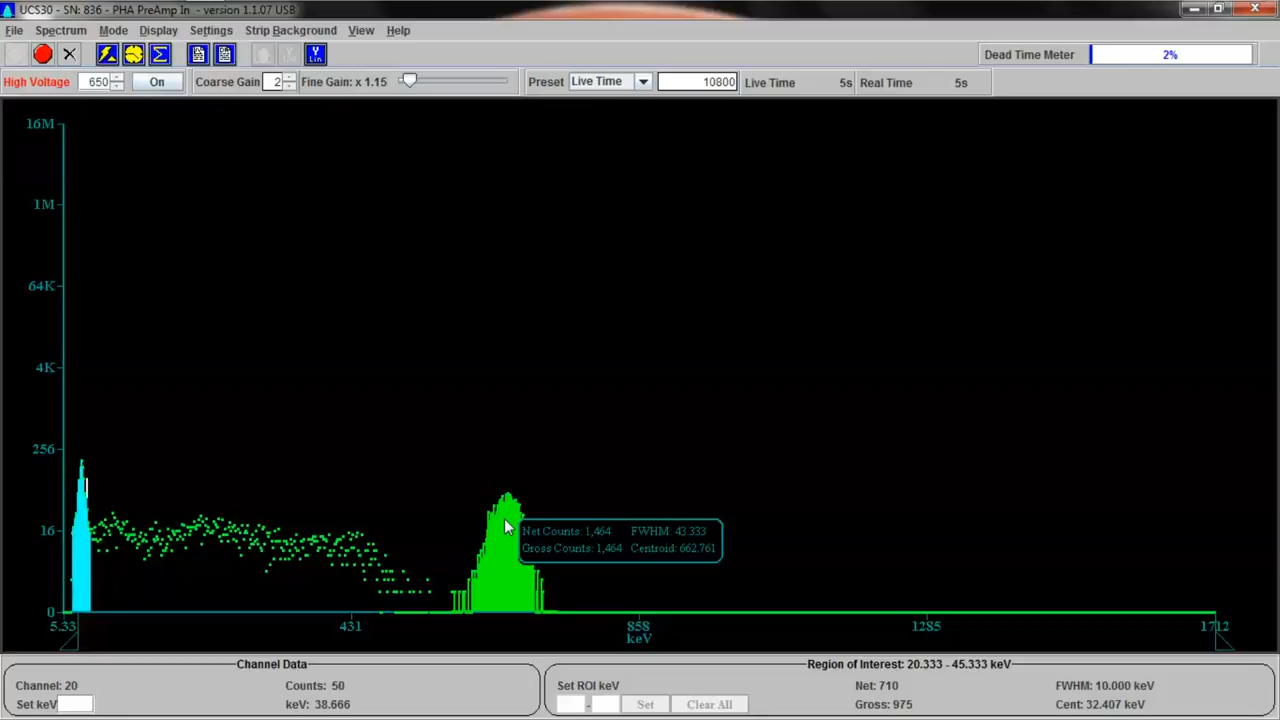 UCS30 - SN: 836 - PHA PreAmp In - version 1.1.07 USB
File Spectrum Mode Display Settings Strip Background View Help
Y Lin
Dead Time Meter 2%
High Voltage 650 On Coarse Gain 2 Fine Gain: x 1.15 Preset Live Time 10800 Live Time 5s Real Time 5s
16M
1M
64K
4K
256
16
0
Net Counts: 1,464 FWHM: 43.333
Gross Counts: 1,464 Centroid: 662.761
5.33 431 858 1285 1712
keV
Channel Data
Channel: 20 Counts: 50
Set keV keV: 38.666
Region of Interest: 20.333 - 45.333 keV
Set ROI keV Net: 710 FWHM: 10.000 keV
- Set Clear All Gross: 975 Cent: 32.407 keV